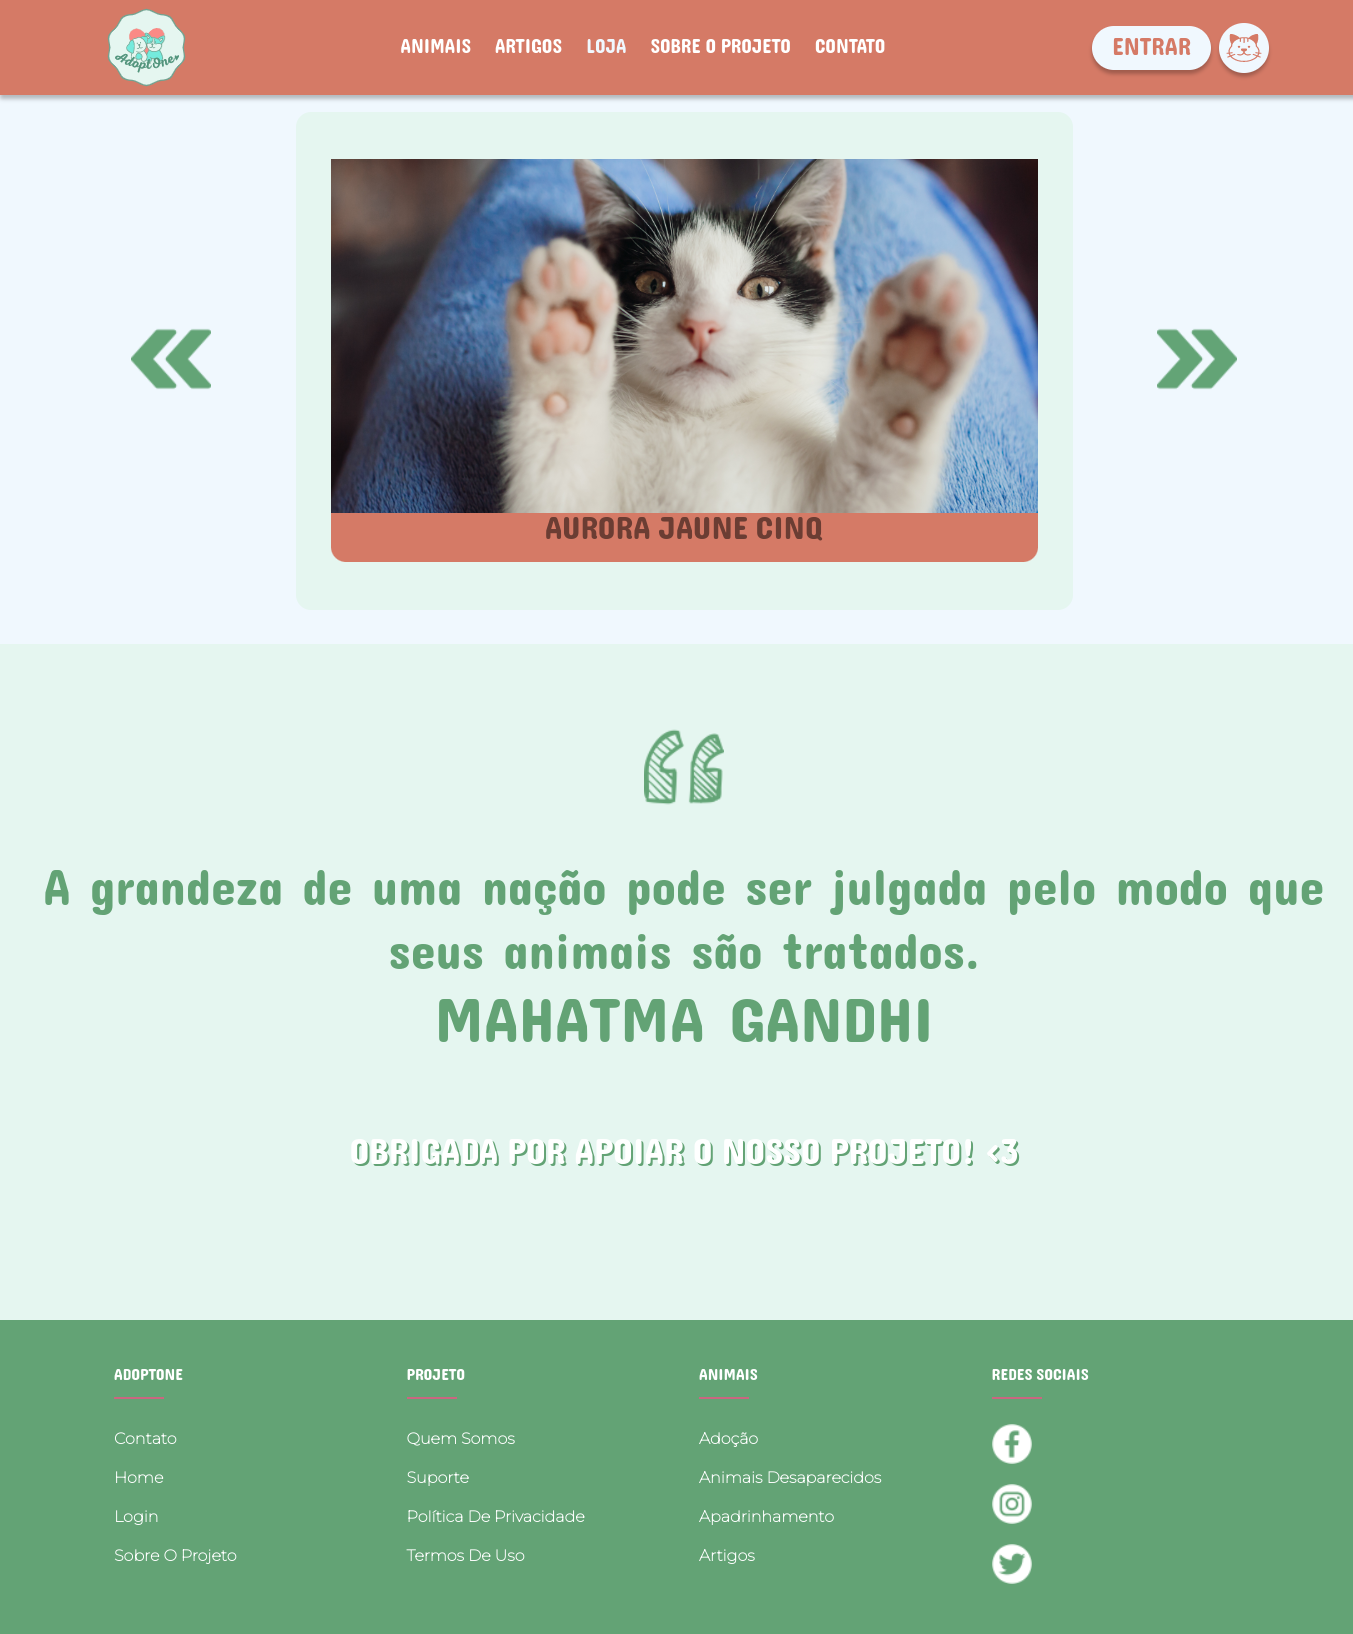 AdoptOne
ANIMAIS
ARTIGOS
LOJA
SOBRE O PROJETO
CONTATO
ENTRAR
AURORA JAUNE CINQ
A grandeza de uma nação pode ser julgada pelo modo que
seus animais são tratados.
MAHATMA GANDHI
OBRIGADA POR APOIAR O NOSSO PROJETO! <3
ADOPTONE
Contato
Home
Login
Sobre O Projeto
PROJETO
Quem Somos
Suporte
Política De Privacidade
Termos De Uso
ANIMAIS
Adoção
Animais Desaparecidos
Apadrinhamento
Artigos
REDES SOCIAIS